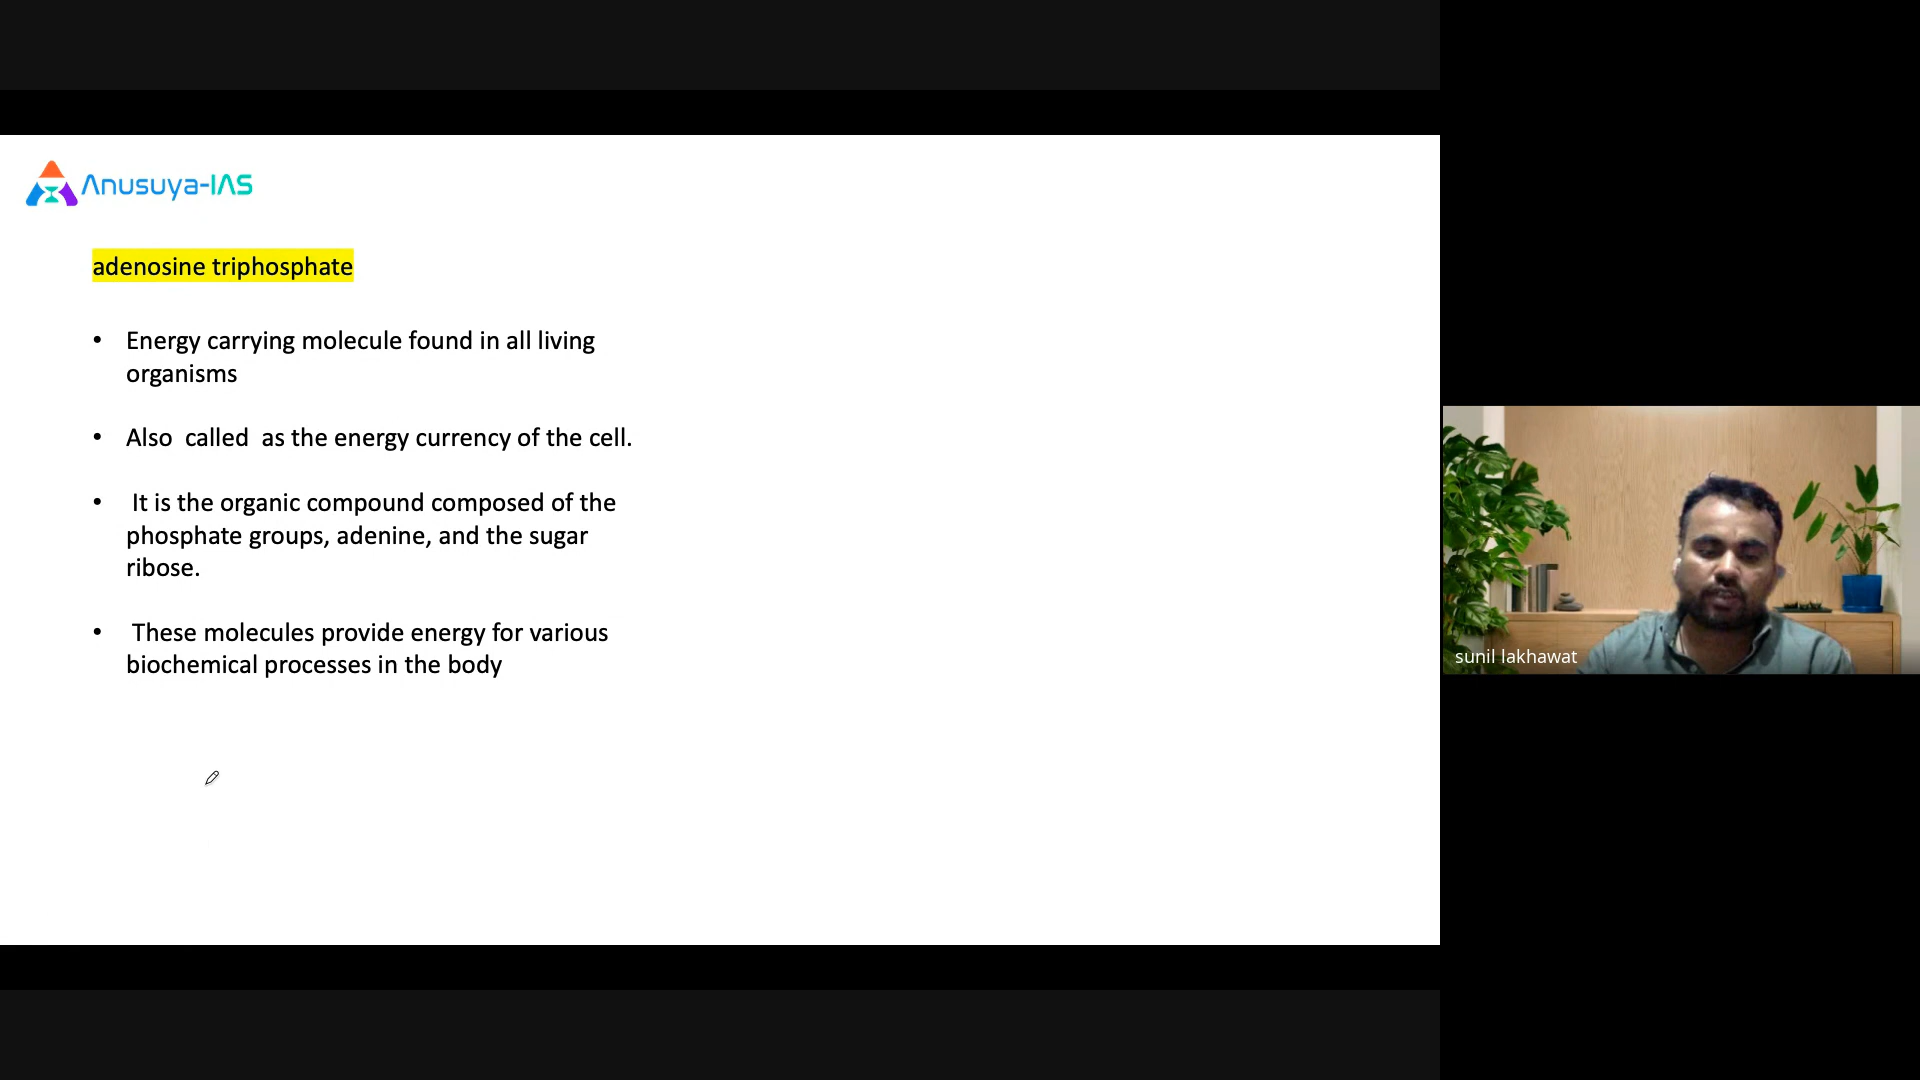 Anusuya-IAS
adenosine triphosphate
• Energy carrying molecule found in all living
organisms
• Also called as the energy currency of the cell.
• It is the organic compound composed of the
phosphate groups, adenine, and the sugar
ribose.
• These molecules provide energy for various
biochemical processes in the body
sunil lakhawat